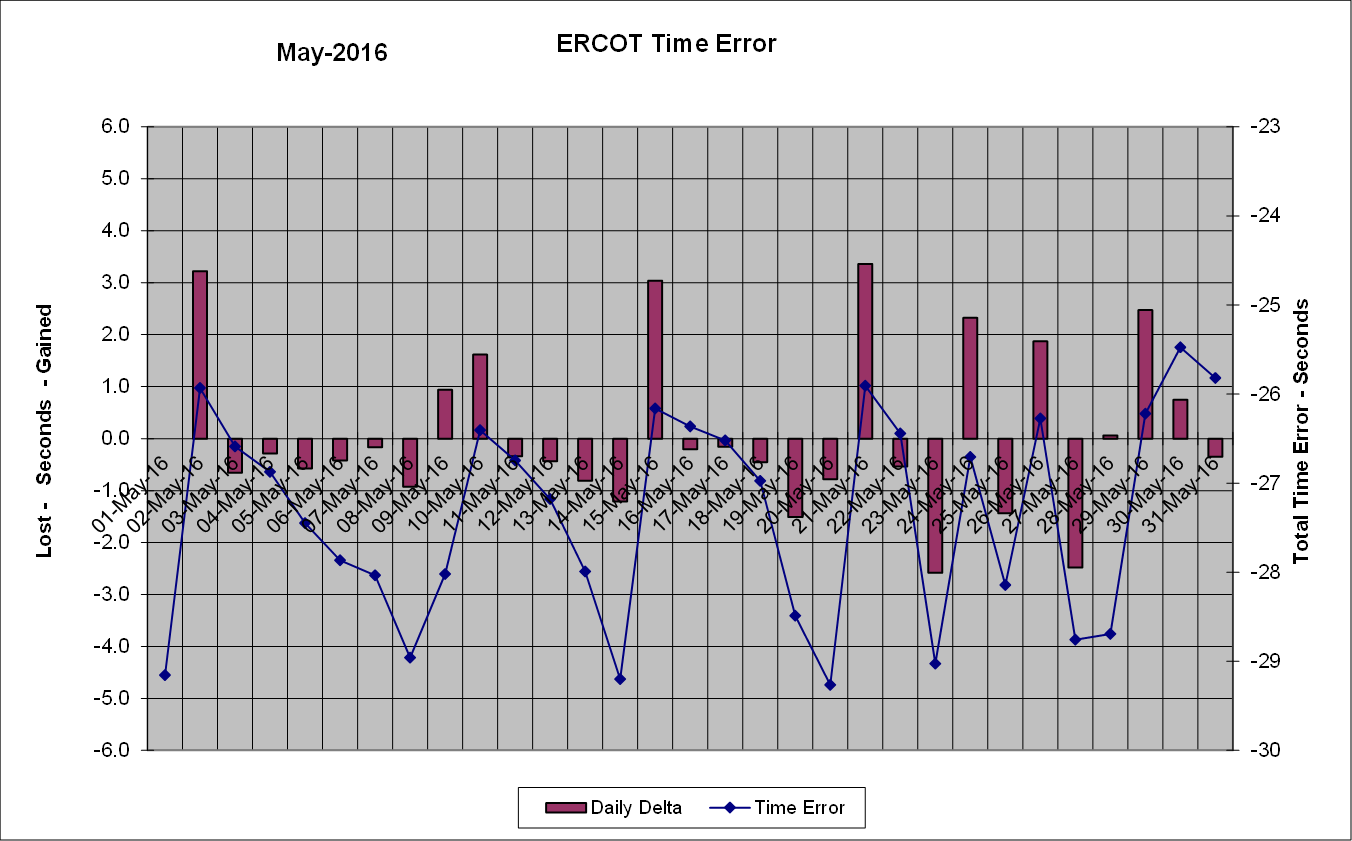 May-2016
ERCOT Time Error
6.0
5.0
4.0
3.0
2.0
1.0
0.0
-1.0
-2.0
-3.0
-4.0
-5.0
-6.0
Lost - Seconds - Gained
01-May-16
02-May-16
03-May-16
04-May-16
05-May-16
06-May-16
07-May-16
08-May-16
09-May-16
10-May-16
11-May-16
12-May-16
13-May-16
14-May-16
15-May-16
16-May-16
17-May-16
18-May-16
19-May-16
20-May-16
21-May-16
22-May-16
23-May-16
24-May-16
25-May-16
26-May-16
27-May-16
28-May-16
29-May-16
30-May-16
31-May-16
-23
-24
-25
-26
-27
-28
-29
-30
Total Time Error - Seconds
Daily Delta
Time Error